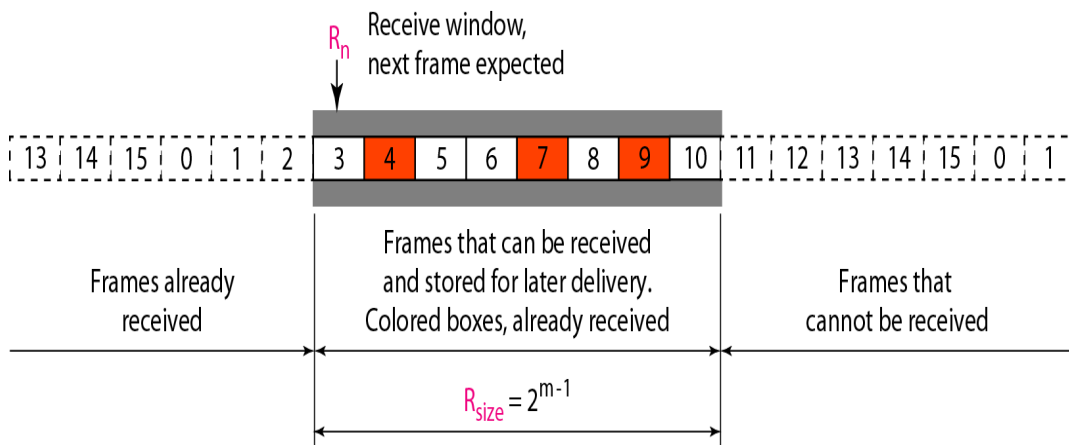 Rn
Receive window,
next frame expected
13 14 15 0 1 2 3 4 5 6 7 8 9 10 11 12 13 14 15 0 1
Frames already
received
Frames that can be received
and stored for later delivery.
Colored boxes, already received
Frames that
cannot be received
Rsize = 2^m-1